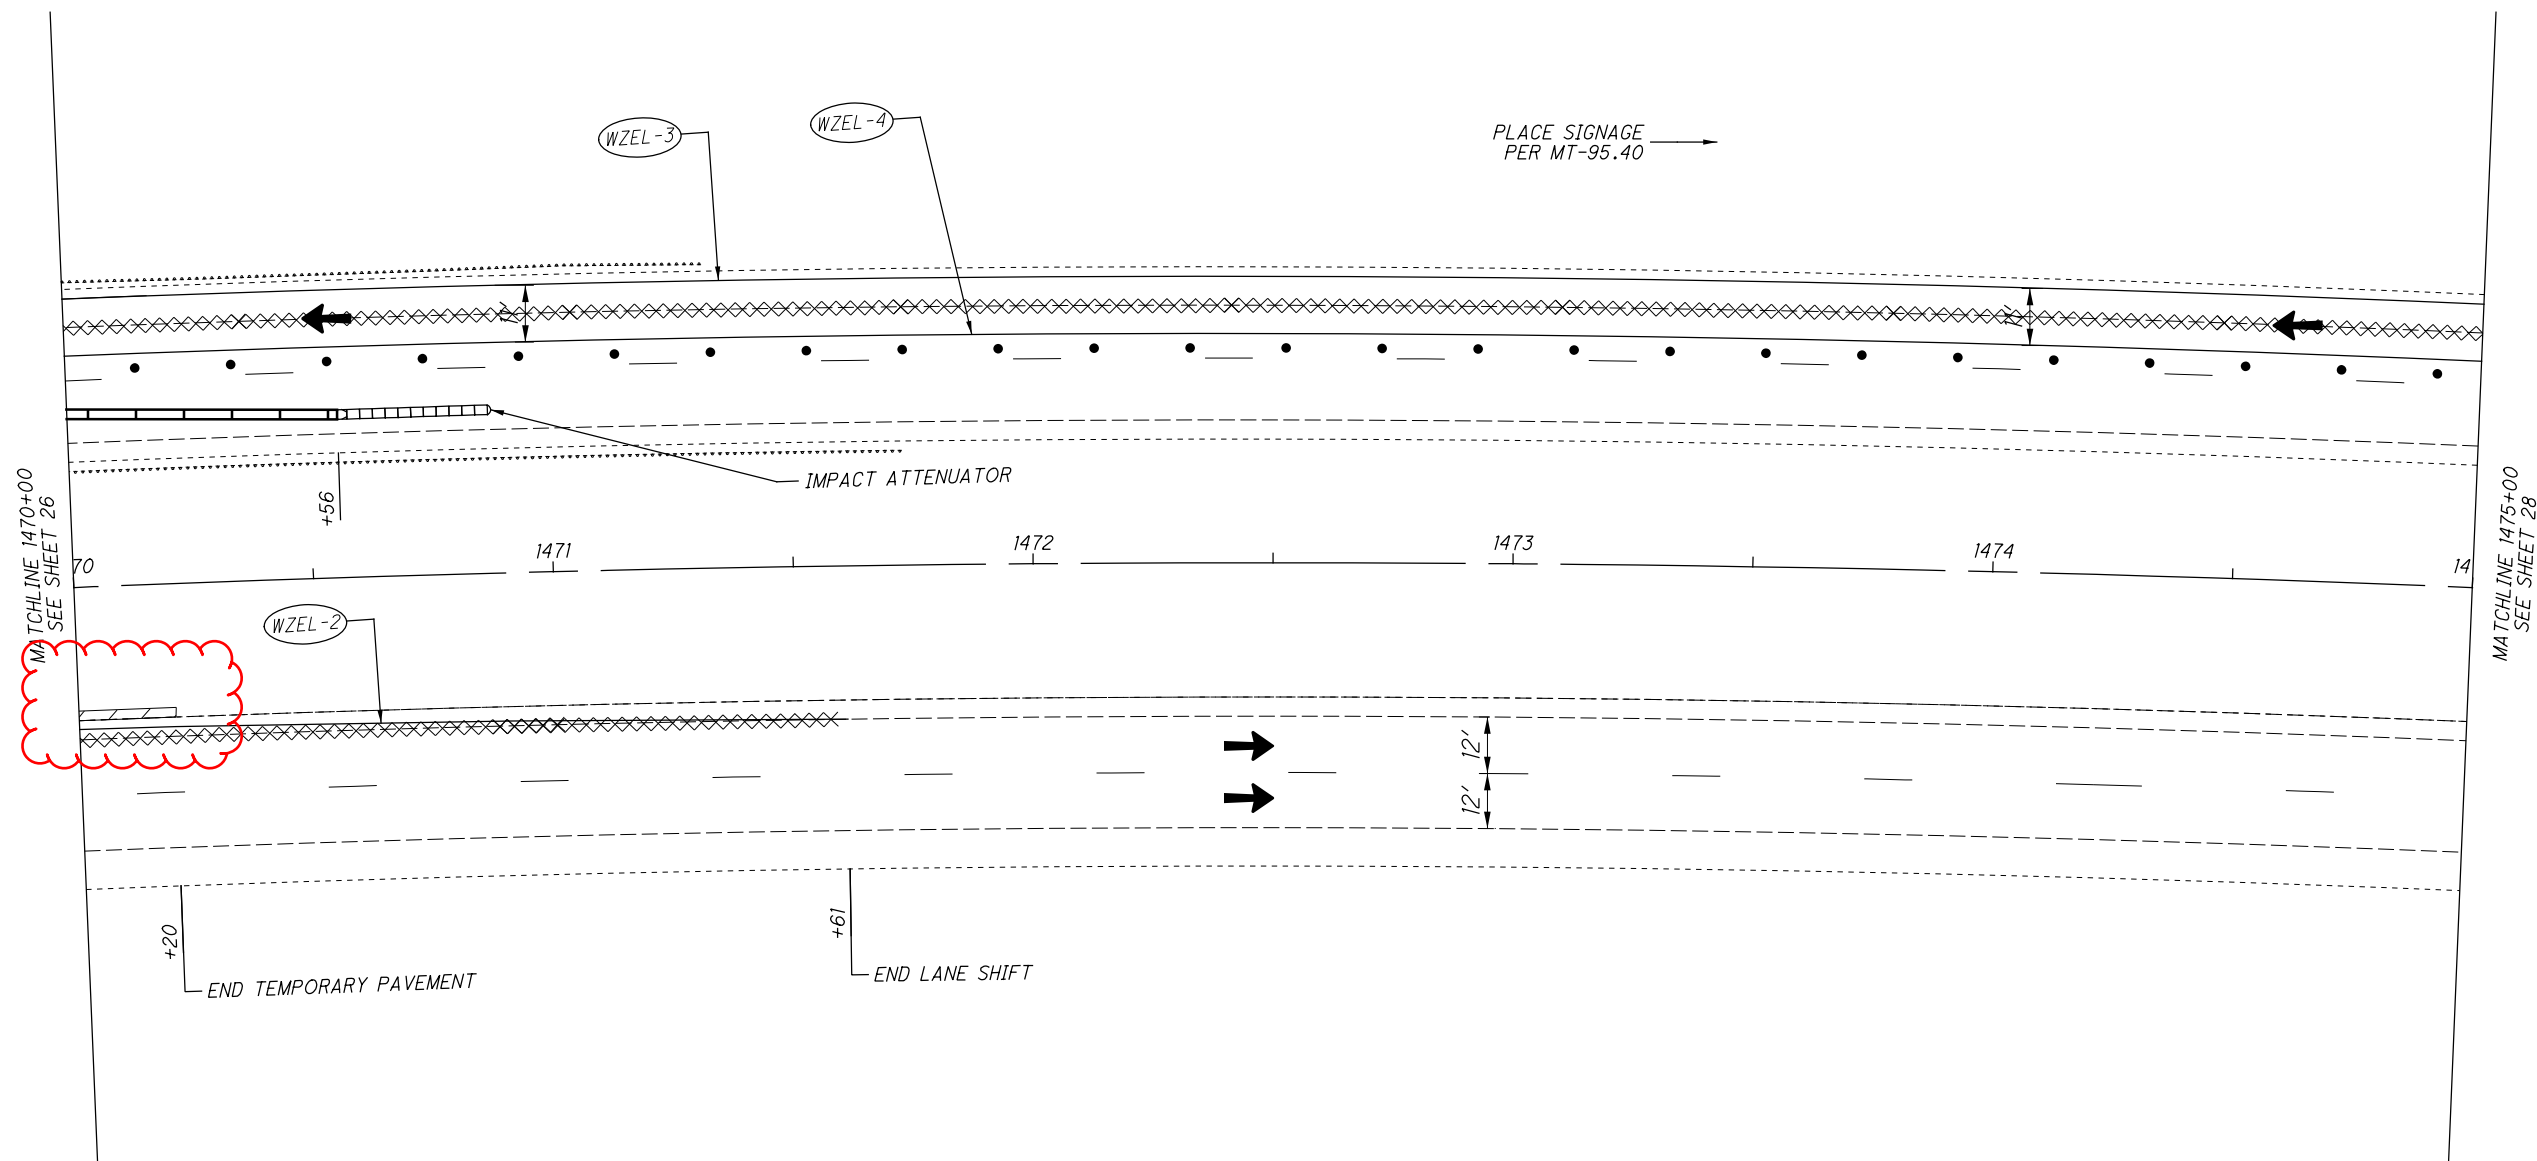 WZEL-3
WZEL-4
PLACE SIGNAGE
PER MT-95.40
11'
11'
IMPACT ATTENUATOR
+56
MATCHLINE 1470+00
SEE SHEET 26
MATCHLINE 1475+00
SEE SHEET 28
70
1471
1472
1473
1474
14
WZEL-2
12'
12'
+20
END TEMPORARY PAVEMENT
+61
END LANE SHIFT